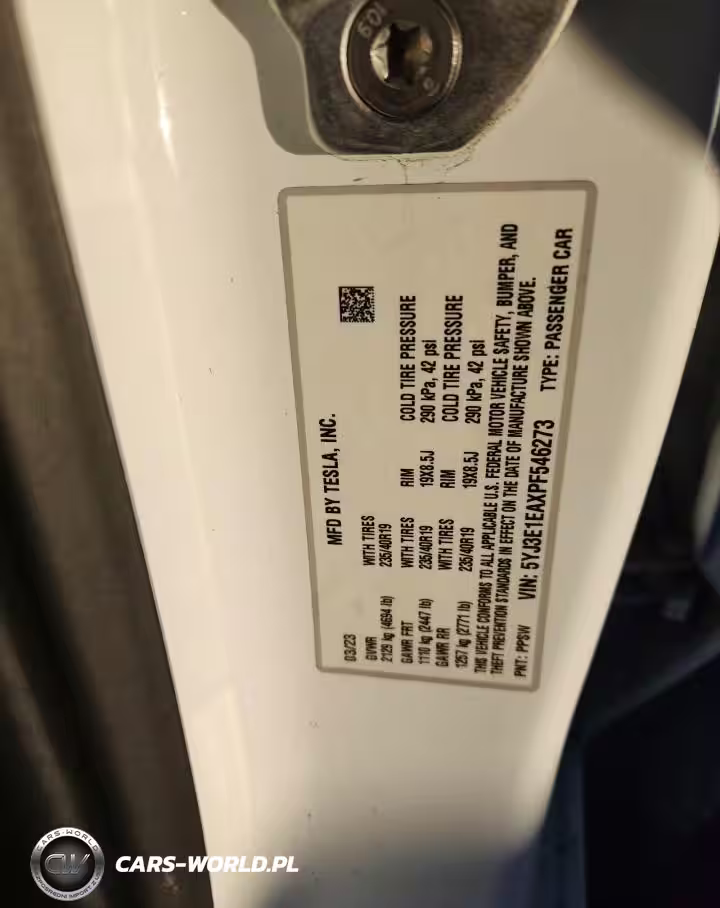 109
MFD BY TESLA, INC.
03/23
GVWR WITH TIRES
2129 kg (4694 lb) 235/40R19
GAWR FRT WITH TIRES RIM COLD TIRE PRESSURE
1110 kg (2447 lb) 235/40R19 19X8.5J 290 kPa, 42 psi
GAWR RR WITH TIRES RIM COLD TIRE PRESSURE
1257 kg (2771 lb) 235/40R19 19X8.5J 290 kPa, 42 psi
THIS VEHICLE CONFORMS TO ALL APPLICABLE U.S. FEDERAL MOTOR VEHICLE SAFETY, BUMPER, AND
THEFT PREVENTION STANDARDS IN EFFECT ON THE DATE OF MANUFACTURE SHOWN ABOVE.
PNT: PPSW VIN: 5YJ3E1EAXPF546273 TYPE: PASSENGER CAR
CARS-WORLD
CW
CARS-WORLD.PL